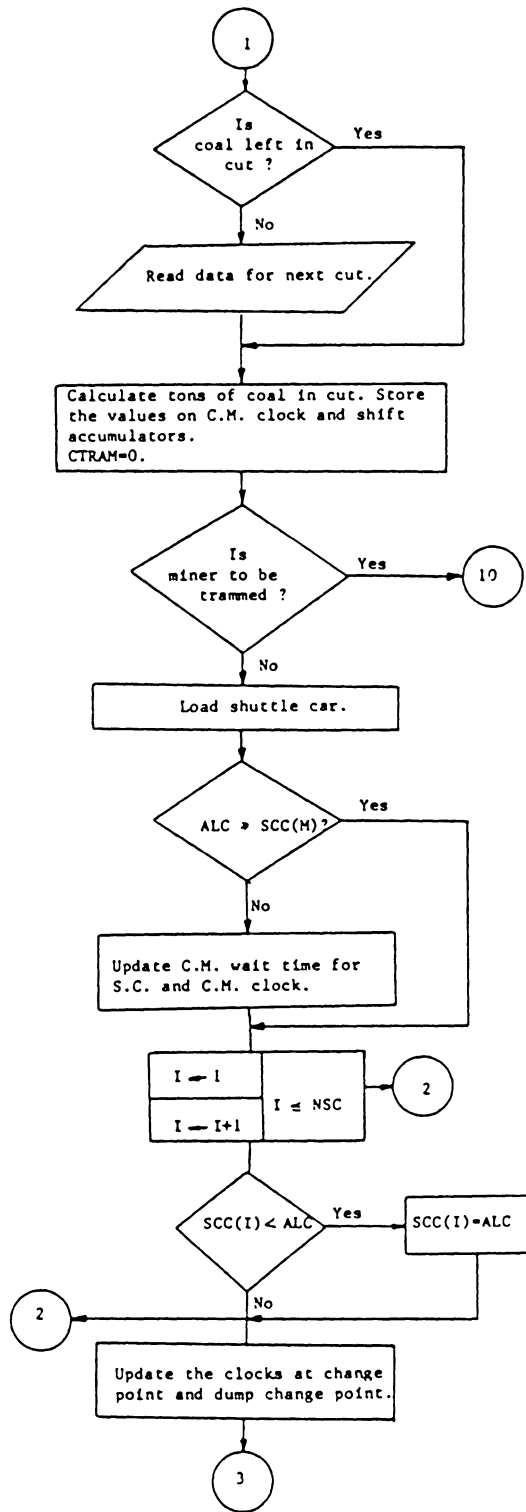 1
Is
coal left in
cut ?
Yes
No
Read data for next cut.
Calculate tons of coal in cut. Store
the values on C.M. clock and shift
accumulators.
CTRAM=0.
Is
miner to be
trammed ?
Yes
10
No
Load shuttle car.
ALC ≥ SCC(M)?
Yes
No
Update C.M. wait time for
S.C. and C.M. clock.
I ← 1
I ← I+1
I ≤ NSC
2
SCC(I) < ALC
Yes
SCC(I)=ALC
No
2
Update the clocks at change
point and dump change point.
3